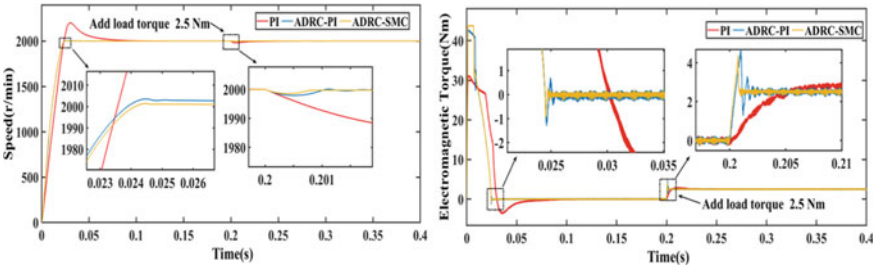 Speed(r/min)
2500
2000
1500
1000
500
0
Add load torque 2.5 Nm
PI ADRC-PI ADRC-SMC
2010
2000
1990
1980
0.023 0.024 0.025 0.026
2000
1990
1980
0.2 0.201
0 0.05 0.1 0.15 0.2 0.25 0.3 0.35 0.4
Time(s)
Electromagnetic Torque(Nm)
40
30
20
10
0
PI ADRC-PI ADRC-SMC
1
0
-1
-2
0.025 0.03 0.035
4
2
0
0.2 0.205 0.21
Add load torque 2.5 Nm
0 0.05 0.1 0.15 0.2 0.25 0.3 0.35 0.4
Time(s)